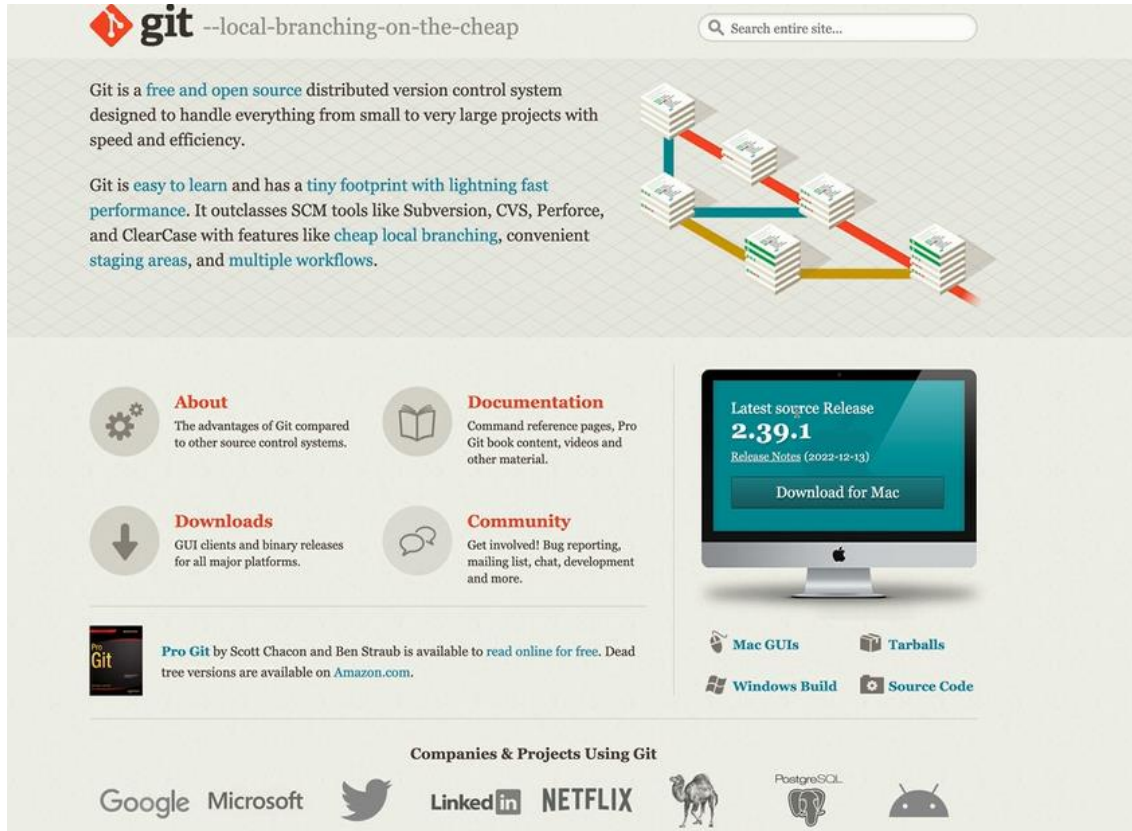 git --local-branching-on-the-cheap
Search entire site...
Git is a free and open source distributed version control system
designed to handle everything from small to very large projects with
speed and efficiency.
Git is easy to learn and has a tiny footprint with lightning fast
performance. It outclasses SCM tools like Subversion, CVS, Perforce,
and ClearCase with features like cheap local branching, convenient
staging areas, and multiple workflows.
About
The advantages of Git compared
to other source control systems.
Documentation
Command reference pages, Pro
Git book content, videos and
other material.
Downloads
GUI clients and binary releases
for all major platforms.
Community
Get involved! Bug reporting,
mailing list, chat, development
and more.
Pro
Git
Pro Git by Scott Chacon and Ben Straub is available to read online for free. Dead
tree versions are available on Amazon.com.
Latest source Release
2.39.1
Release Notes (2022-12-13)
Download for Mac
Mac GUIs
Tarballs
Windows Build
Source Code
Companies & Projects Using Git
Google Microsoft LinkedIn NETFLIX PostgreSQL